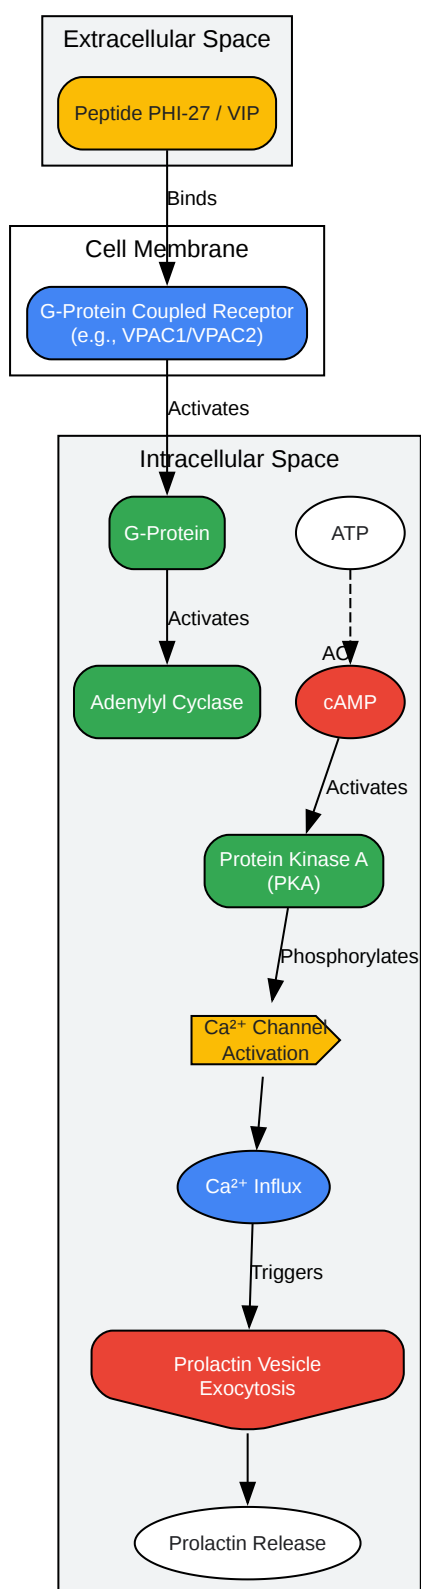 Extracellular Space
Peptide PHI-27 / VIP
Binds
Cell Membrane
G-Protein Coupled Receptor
(e.g., VPAC1/VPAC2)
Activates
Intracellular Space
G-Protein
ATP
Activates
AC
Adenylyl Cyclase
cAMP
Activates
Protein Kinase A
(PKA)
Phosphorylates
Ca²⁺ Channel
Activation
Ca²⁺ Influx
Triggers
Prolactin Vesicle
Exocytosis
Prolactin Release